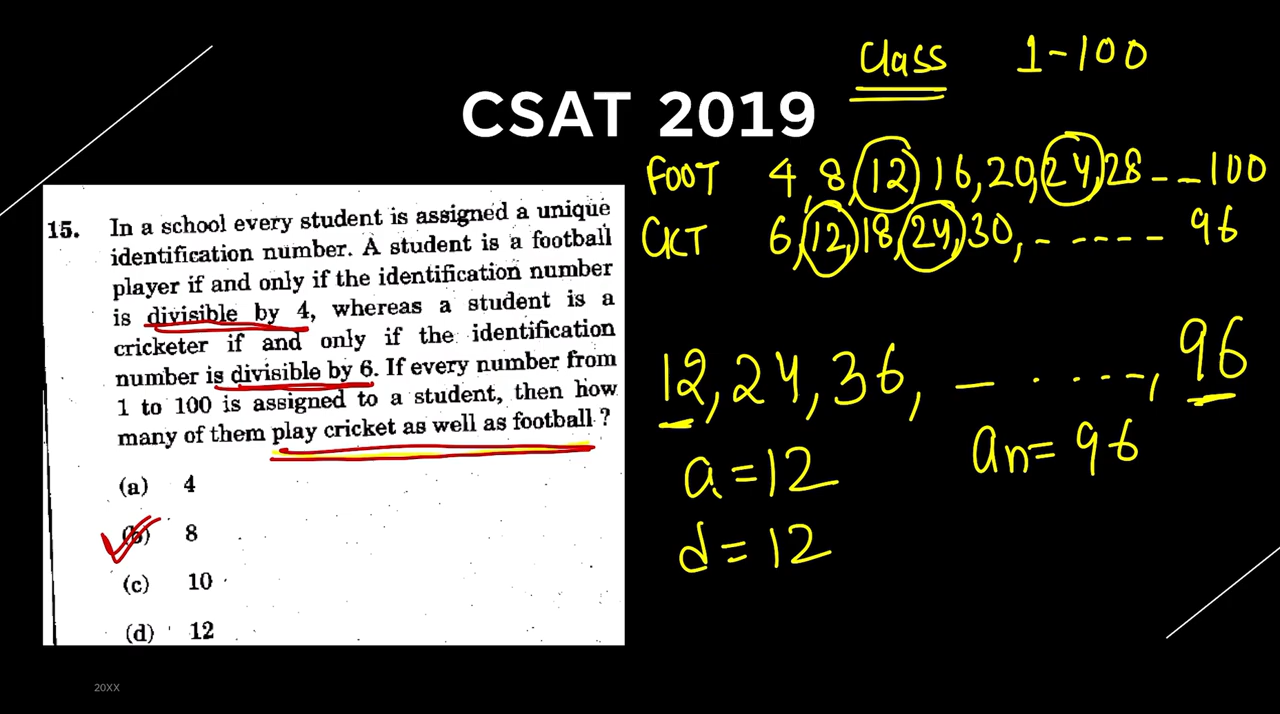 Class 1-100
CSAT 2019
FOOT 4, 8, 12, 16, 20, 24, 28 - - 100
CKT 6, 12, 18, 24, 30, - - - - - - 96
15. In a school every student is assigned a unique
identification number. A student is a football
player if and only if the identification number
is divisible by 4, whereas a student is a
cricketer if and only if the identification
number is divisible by 6. If every number from
1 to 100 is assigned to a student, then how
many of them play cricket as well as football ?
(a) 4
(b) 8
(c) 10
(d) 12
12, 24, 36, - . . . - - ., 96
a = 12
an = 96
d = 12
20XX